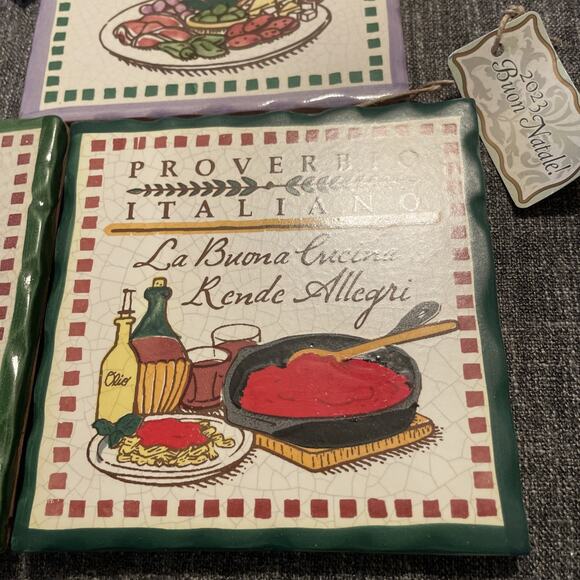 PROVERBIO
ITALIANO
La Buona Cucina
Rende Allegri
Olio
2023
Buon Natale!